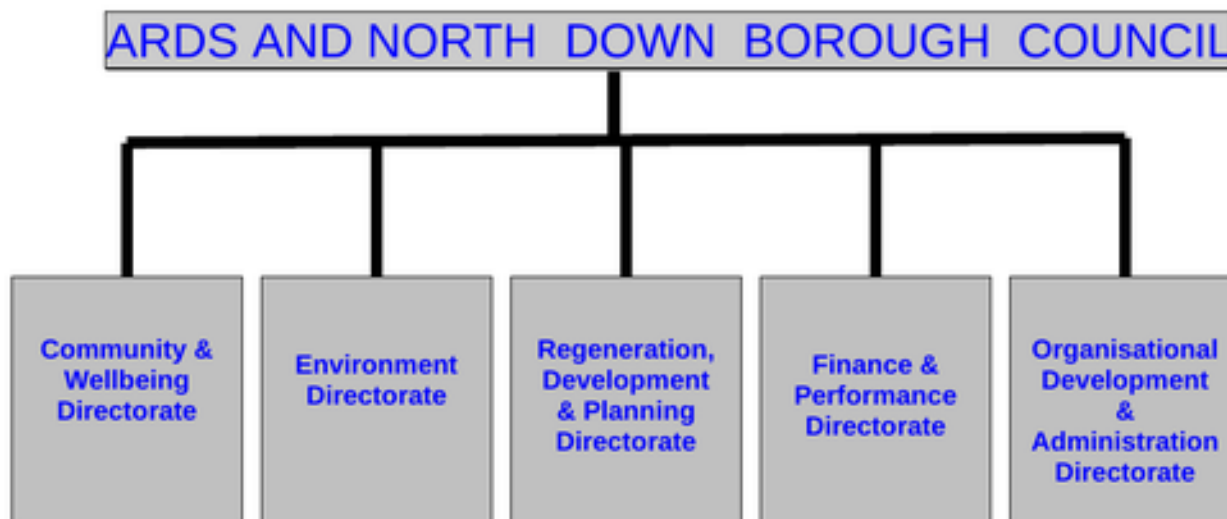 ARDS AND NORTH DOWN BOROUGH COUNCIL
Community &
Wellbeing
Directorate
Environment
Directorate
Regeneration,
Development
& Planning
Directorate
Finance &
Performance
Directorate
Organisational
Development
&
Administration
Directorate